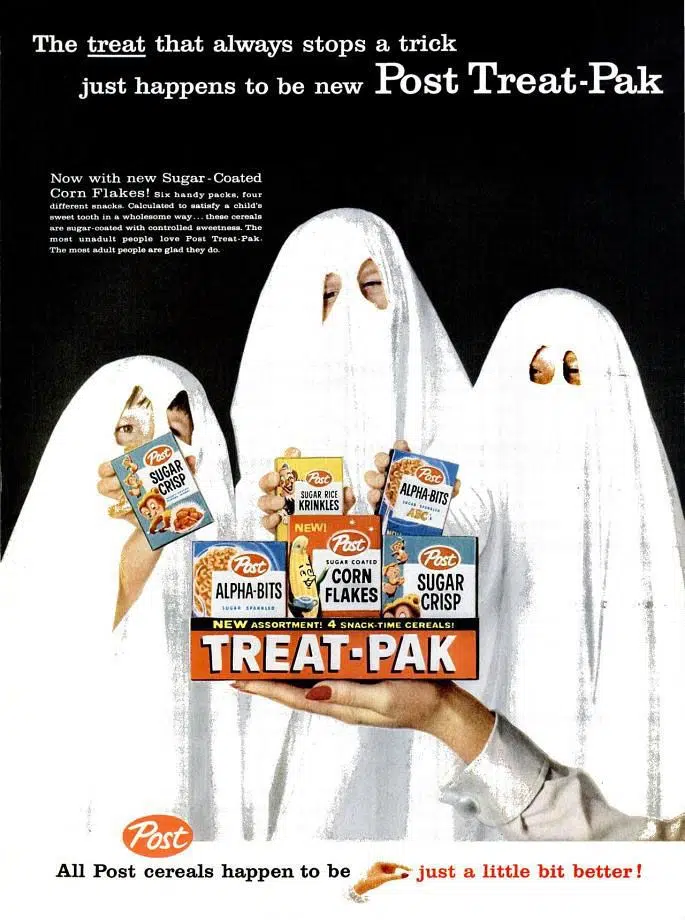 The treat that always stops a trick
just happens to be new Post Treat-Pak
Now with new Sugar-Coated
Corn Flakes! Six handy packs, four
different snacks. Calculated to satisfy a child's
sweet tooth in a wholesome way... these cereals
are sugar-coated with controlled sweetness. The
most unadult people love Post Treat-Pak.
The most adult people are glad they do.
Post
SUGAR
CRISP
Post
SUGAR RICE
KRINKLES
Post
ALPHA-BITS
SUGAR SPARKLED
ABC's
Post
ALPHA-BITS
SUGAR SPARKLED
NEW!
Post
SUGAR COATED
CORN
FLAKES
Post
SUGAR
CRISP
NEW ASSORTMENT! 4 SNACK-TIME CEREALS!
TREAT-PAK
Post
All Post cereals happen to be just a little bit better!